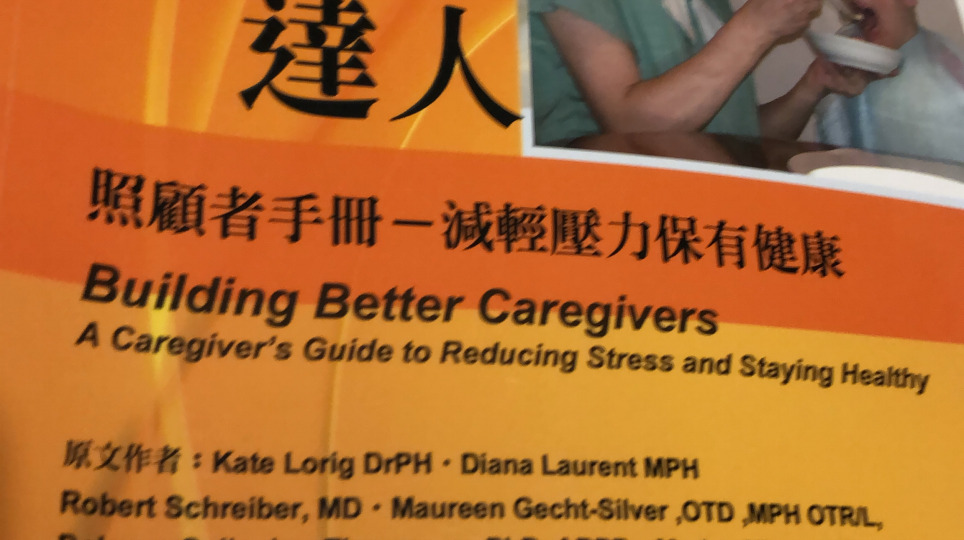 達人
照顧者手冊－減輕壓力保有健康
Building Better Caregivers
A Caregiver's Guide to Reducing Stress and Staying Healthy
原文作者：Kate Lorig DrPH・Diana Laurent MPH
Robert Schreiber, MD・Maureen Gecht-Silver ,OTD ,MPH OTR/L,